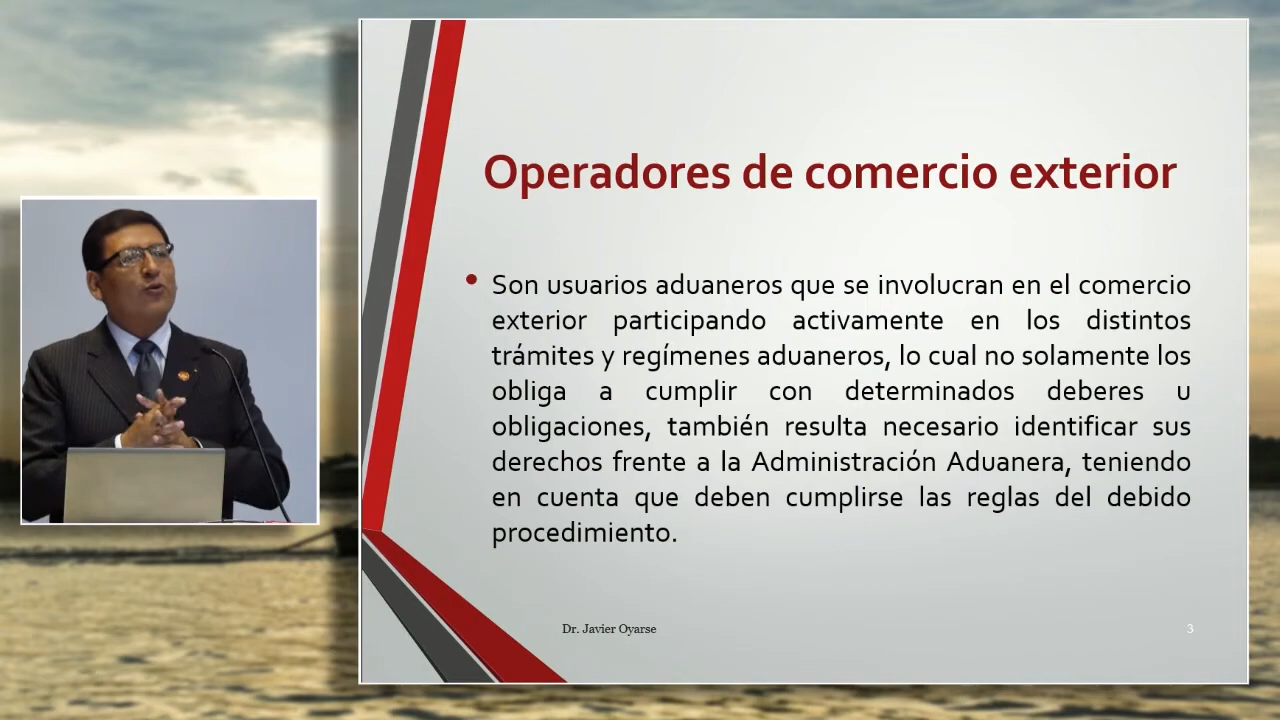 Operadores de comercio exterior
Son usuarios aduaneros que se involucran en el comercio
exterior participando activamente en los distintos
trámites y regímenes aduaneros, lo cual no solamente los
obliga a cumplir con determinados deberes u
obligaciones, también resulta necesario identificar sus
derechos frente a la Administración Aduanera, teniendo
en cuenta que deben cumplirse las reglas del debido
procedimiento.
Dr. Javier Oyarse
3